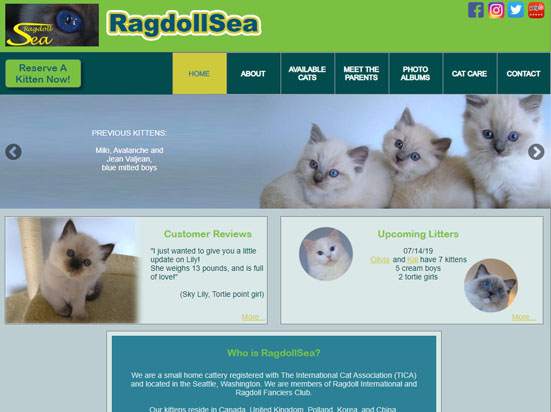 Ragdoll
Sea
RagdollSea
Reserve A
Kitten Now!
HOME
ABOUT
AVAILABLE
CATS
MEET THE
PARENTS
PHOTO
ALBUMS
CAT CARE
CONTACT
PREVIOUS KITTENS:
Milo, Avalanche and
Jean Valjean,
blue mitted boys
Customer Reviews
"I just wanted to give you a little
update on Lily!
She weighs 13 pounds, and is full
of love!"
(Sky Lily, Tortie point girl)
More...
Upcoming Litters
07/14/19
Olivia and Kai have 7 kittens
5 cream boys
2 tortie girls
More...
Who is RagdollSea?
We are a small home cattery registered with The International Cat Association (TICA)
and located in the Seattle, Washington. We are members of Ragdoll International and
Ragdoll Fanciers Club.
Our kittens reside in Canada, United Kingdom, Polland, Korea, and China